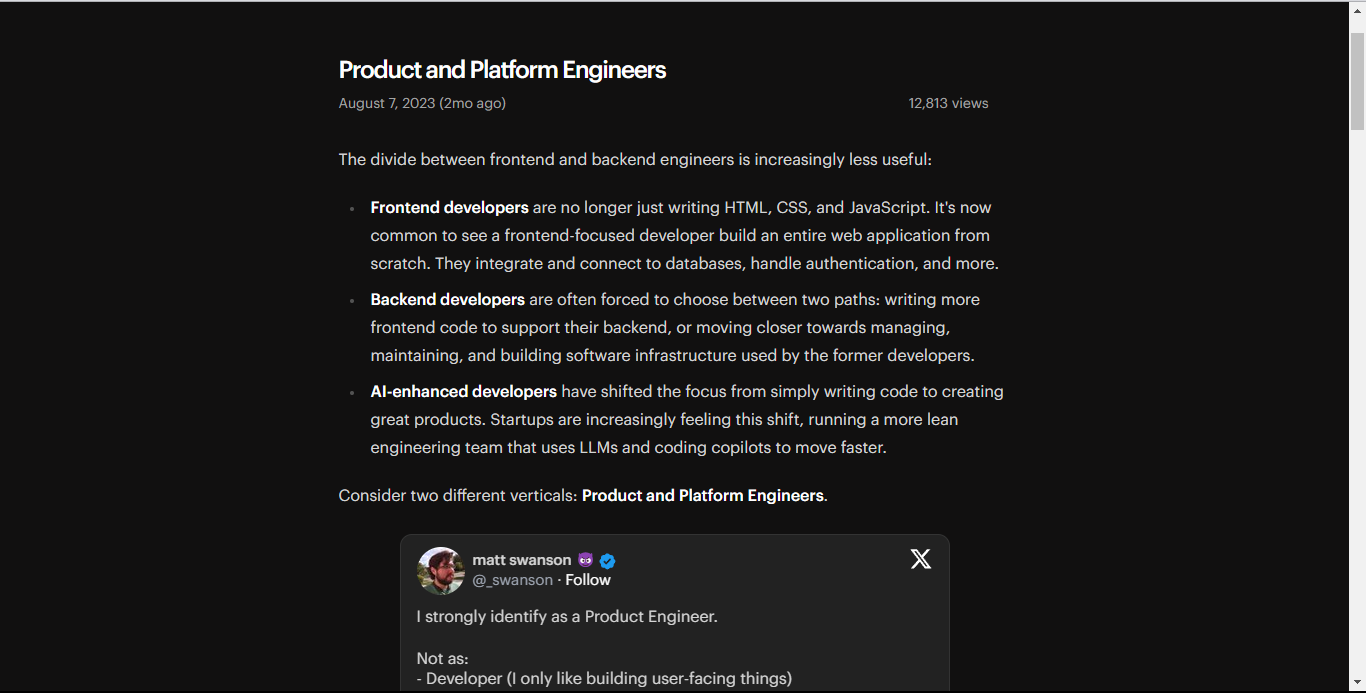 Product and Platform Engineers
August 7, 2023 (2mo ago)
12,813 views
The divide between frontend and backend engineers is increasingly less useful:
Frontend developers are no longer just writing HTML, CSS, and JavaScript. It's now
common to see a frontend-focused developer build an entire web application from
scratch. They integrate and connect to databases, handle authentication, and more.
Backend developers are often forced to choose between two paths: writing more
frontend code to support their backend, or moving closer towards managing,
maintaining, and building software infrastructure used by the former developers.
AI-enhanced developers have shifted the focus from simply writing code to creating
great products. Startups are increasingly feeling this shift, running a more lean
engineering team that uses LLMs and coding copilots to move faster.
Consider two different verticals: Product and Platform Engineers.
matt swanson 😈
@_swanson · Follow
I strongly identify as a Product Engineer.
Not as:
- Developer (I only like building user-facing things)